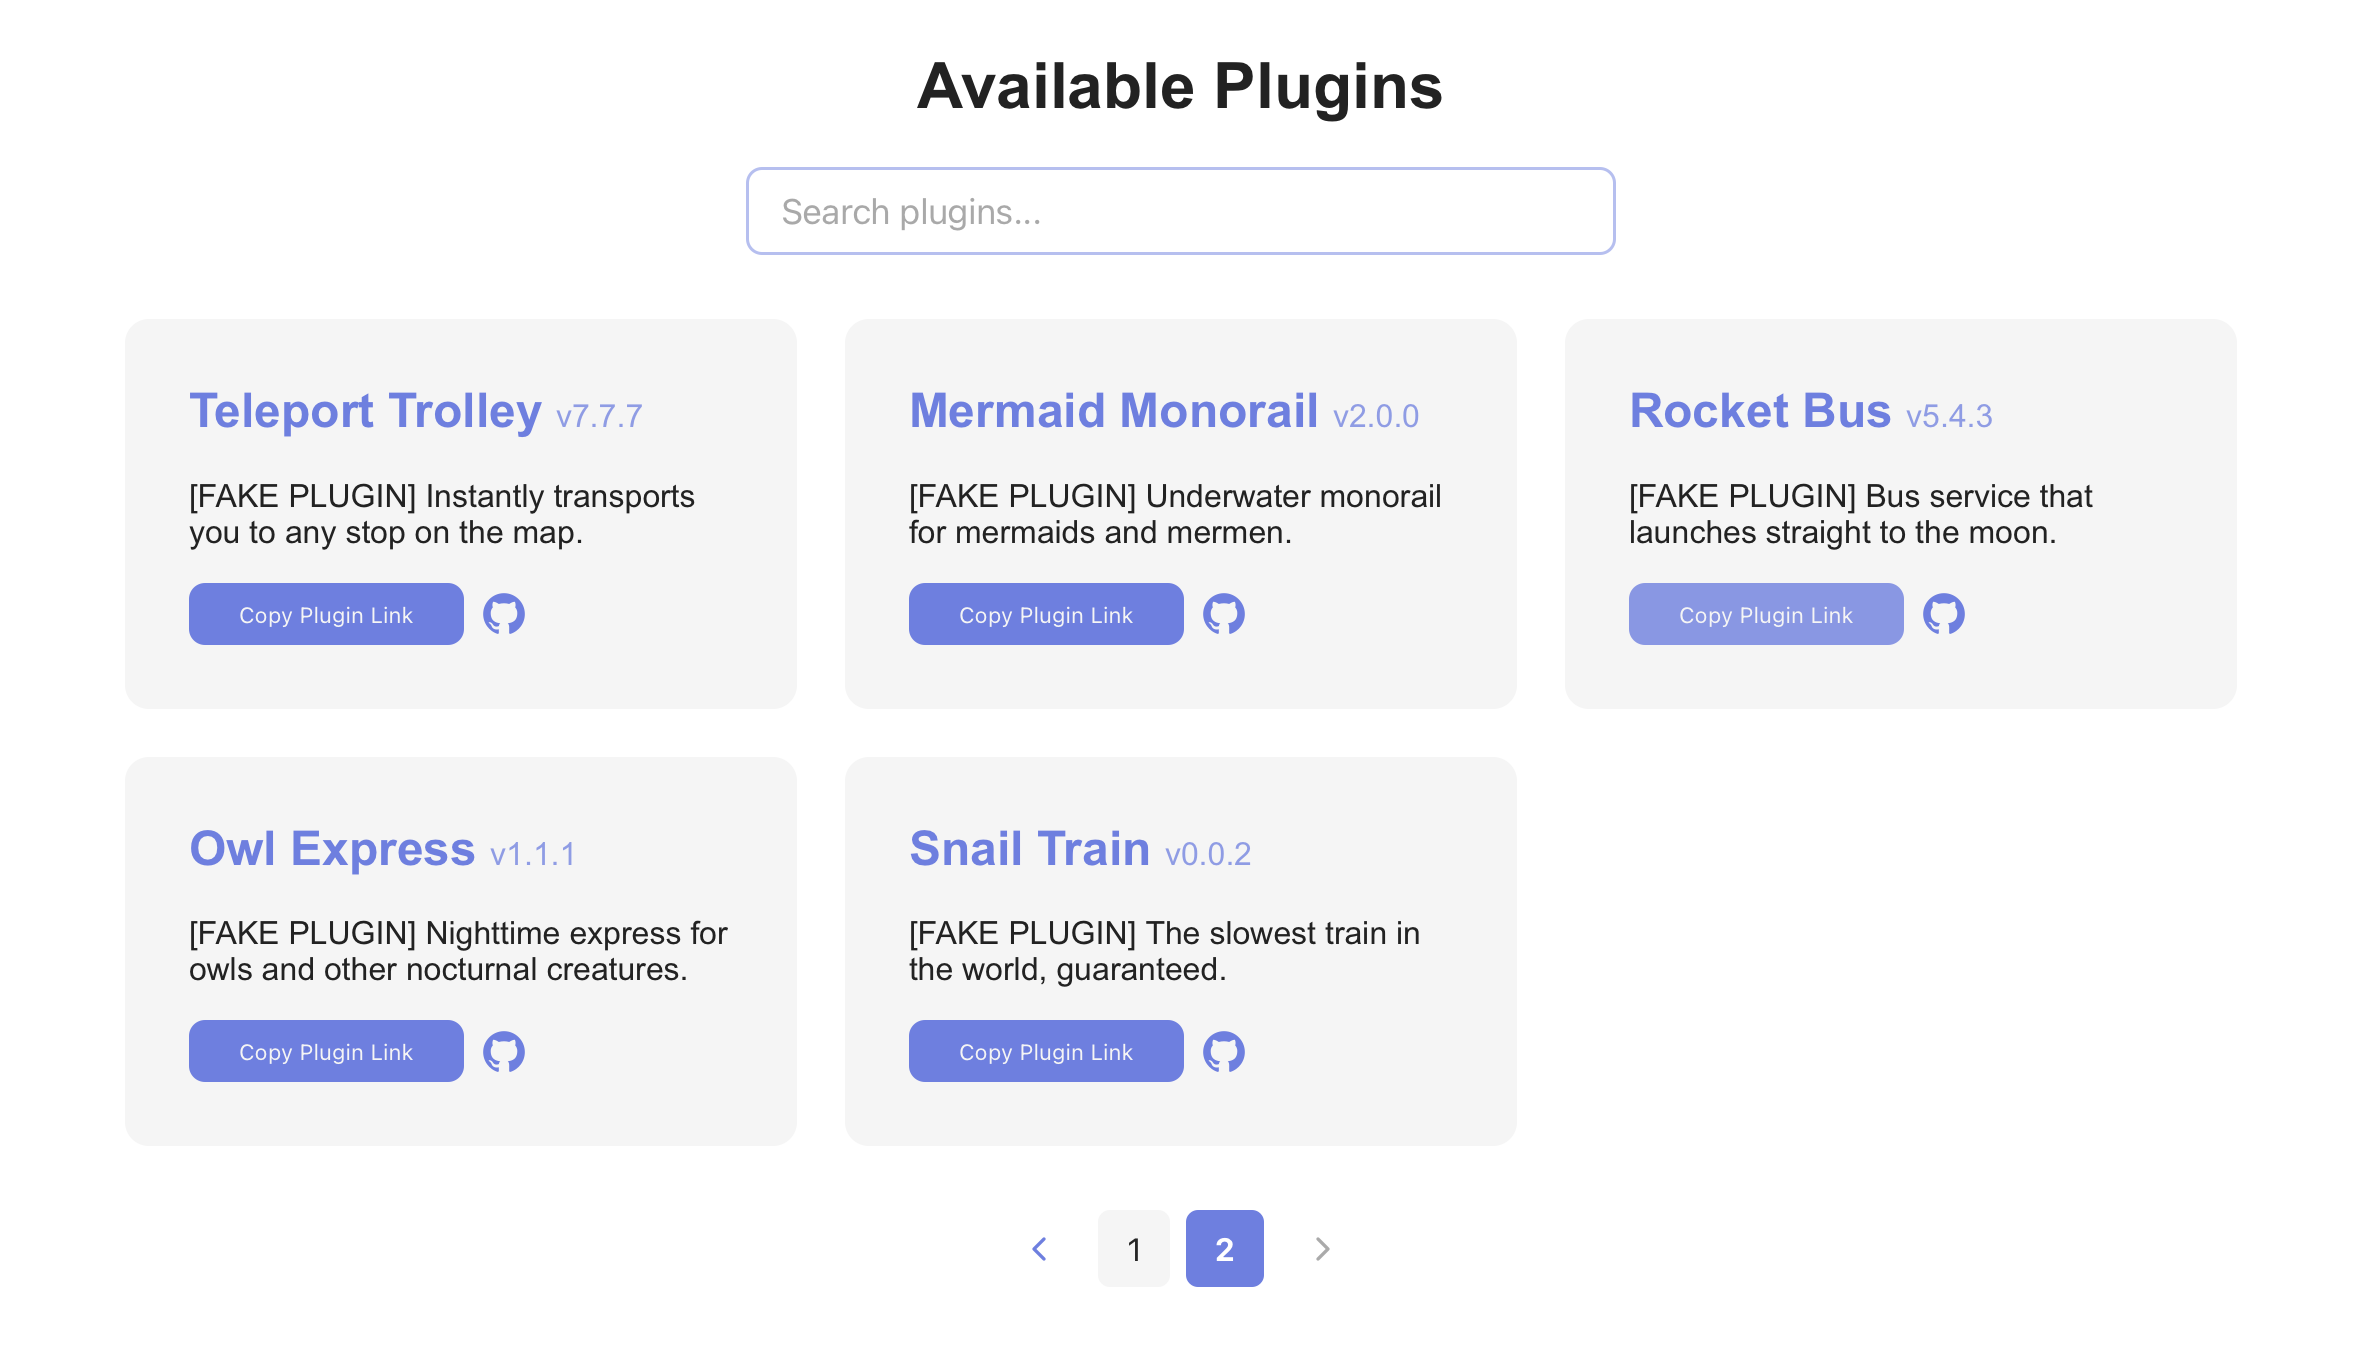 Available Plugins
Search plugins...
Teleport Trolley v7.7.7
[FAKE PLUGIN] Instantly transports
you to any stop on the map.
Copy Plugin Link
Mermaid Monorail v2.0.0
[FAKE PLUGIN] Underwater monorail
for mermaids and mermen.
Copy Plugin Link
Rocket Bus v5.4.3
[FAKE PLUGIN] Bus service that
launches straight to the moon.
Copy Plugin Link
Owl Express v1.1.1
[FAKE PLUGIN] Nighttime express for
owls and other nocturnal creatures.
Copy Plugin Link
Snail Train v0.0.2
[FAKE PLUGIN] The slowest train in
the world, guaranteed.
Copy Plugin Link
1 2